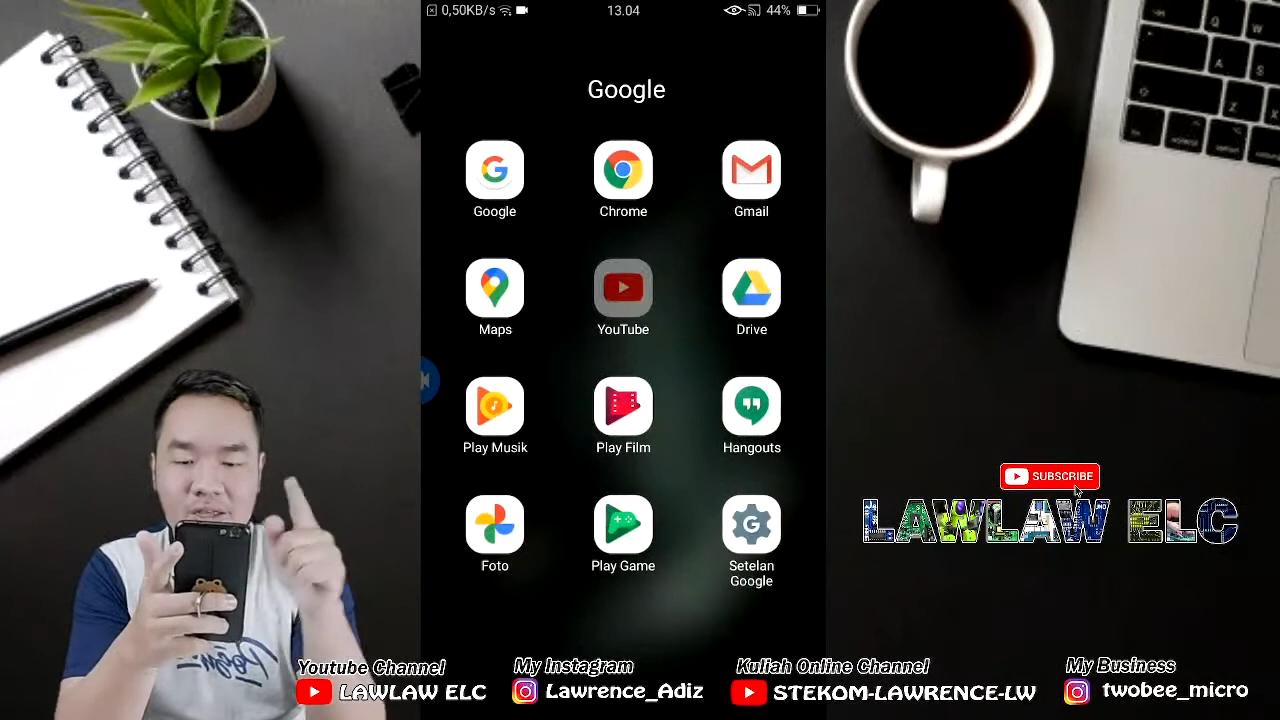 0,50KB/s
13.04
44%
Google
Google
Chrome
Gmail
Maps
YouTube
Drive
Play Musik
Play Film
Hangouts
Foto
Play Game
Setelan
Google
SUBSCRIBE
LAWLAW ELC
Youtube Channel
LAWLAW ELC
My Instagram
Lawrence_Adiz
Kuliah Online Channel
STEKOM-LAWRENCE-LW
My Business
twobee_micro